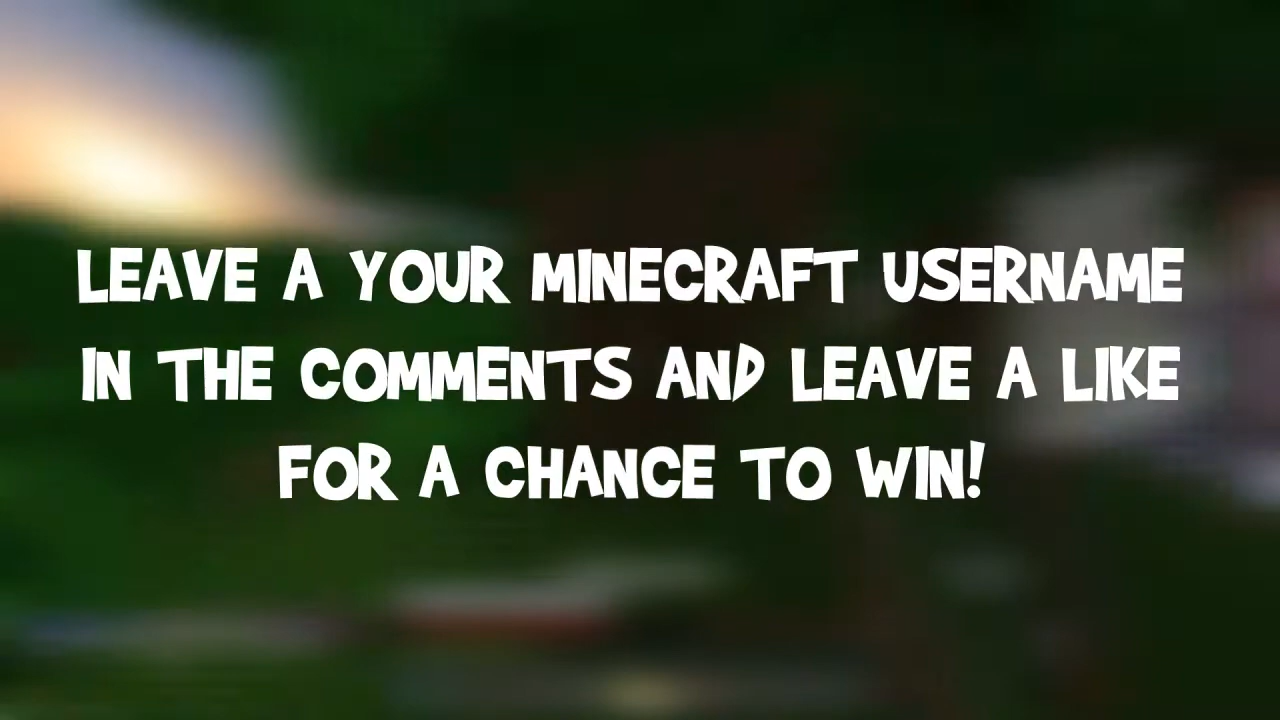 LEAVE A YOUR MINECRAFT USERNAME
IN THE COMMENTS AND LEAVE A LIKE
FOR A CHANCE TO WIN!